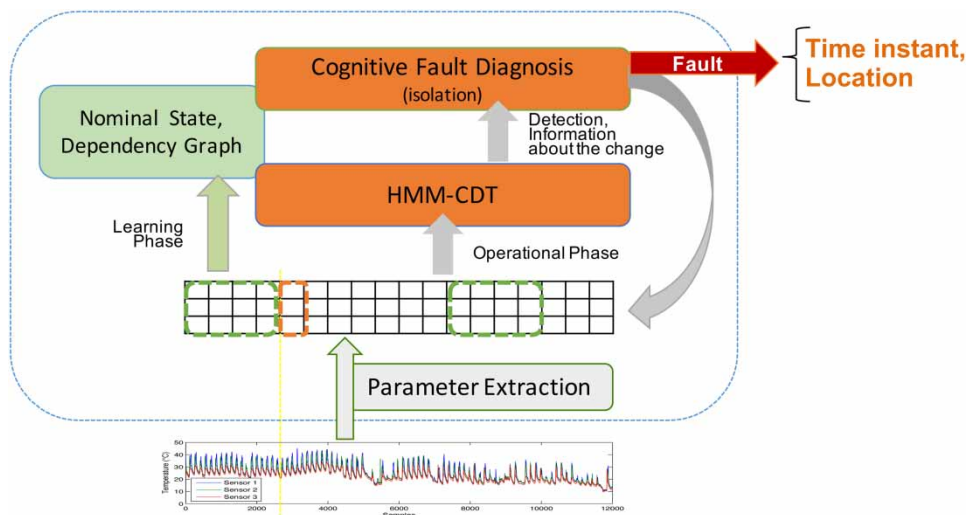 Cognitive Fault Diagnosis
(isolation)
Fault
Time instant,
Location
Nominal State,
Dependency Graph
Detection,
Information
about the change
HMM-CDT
Learning
Phase
Operational Phase
Parameter Extraction
Temperature (°C)
50
40
30
20
10
0
Sensor 1
Sensor 2
Sensor 3
0
2000
4000
6000
8000
10000
12000
Samples